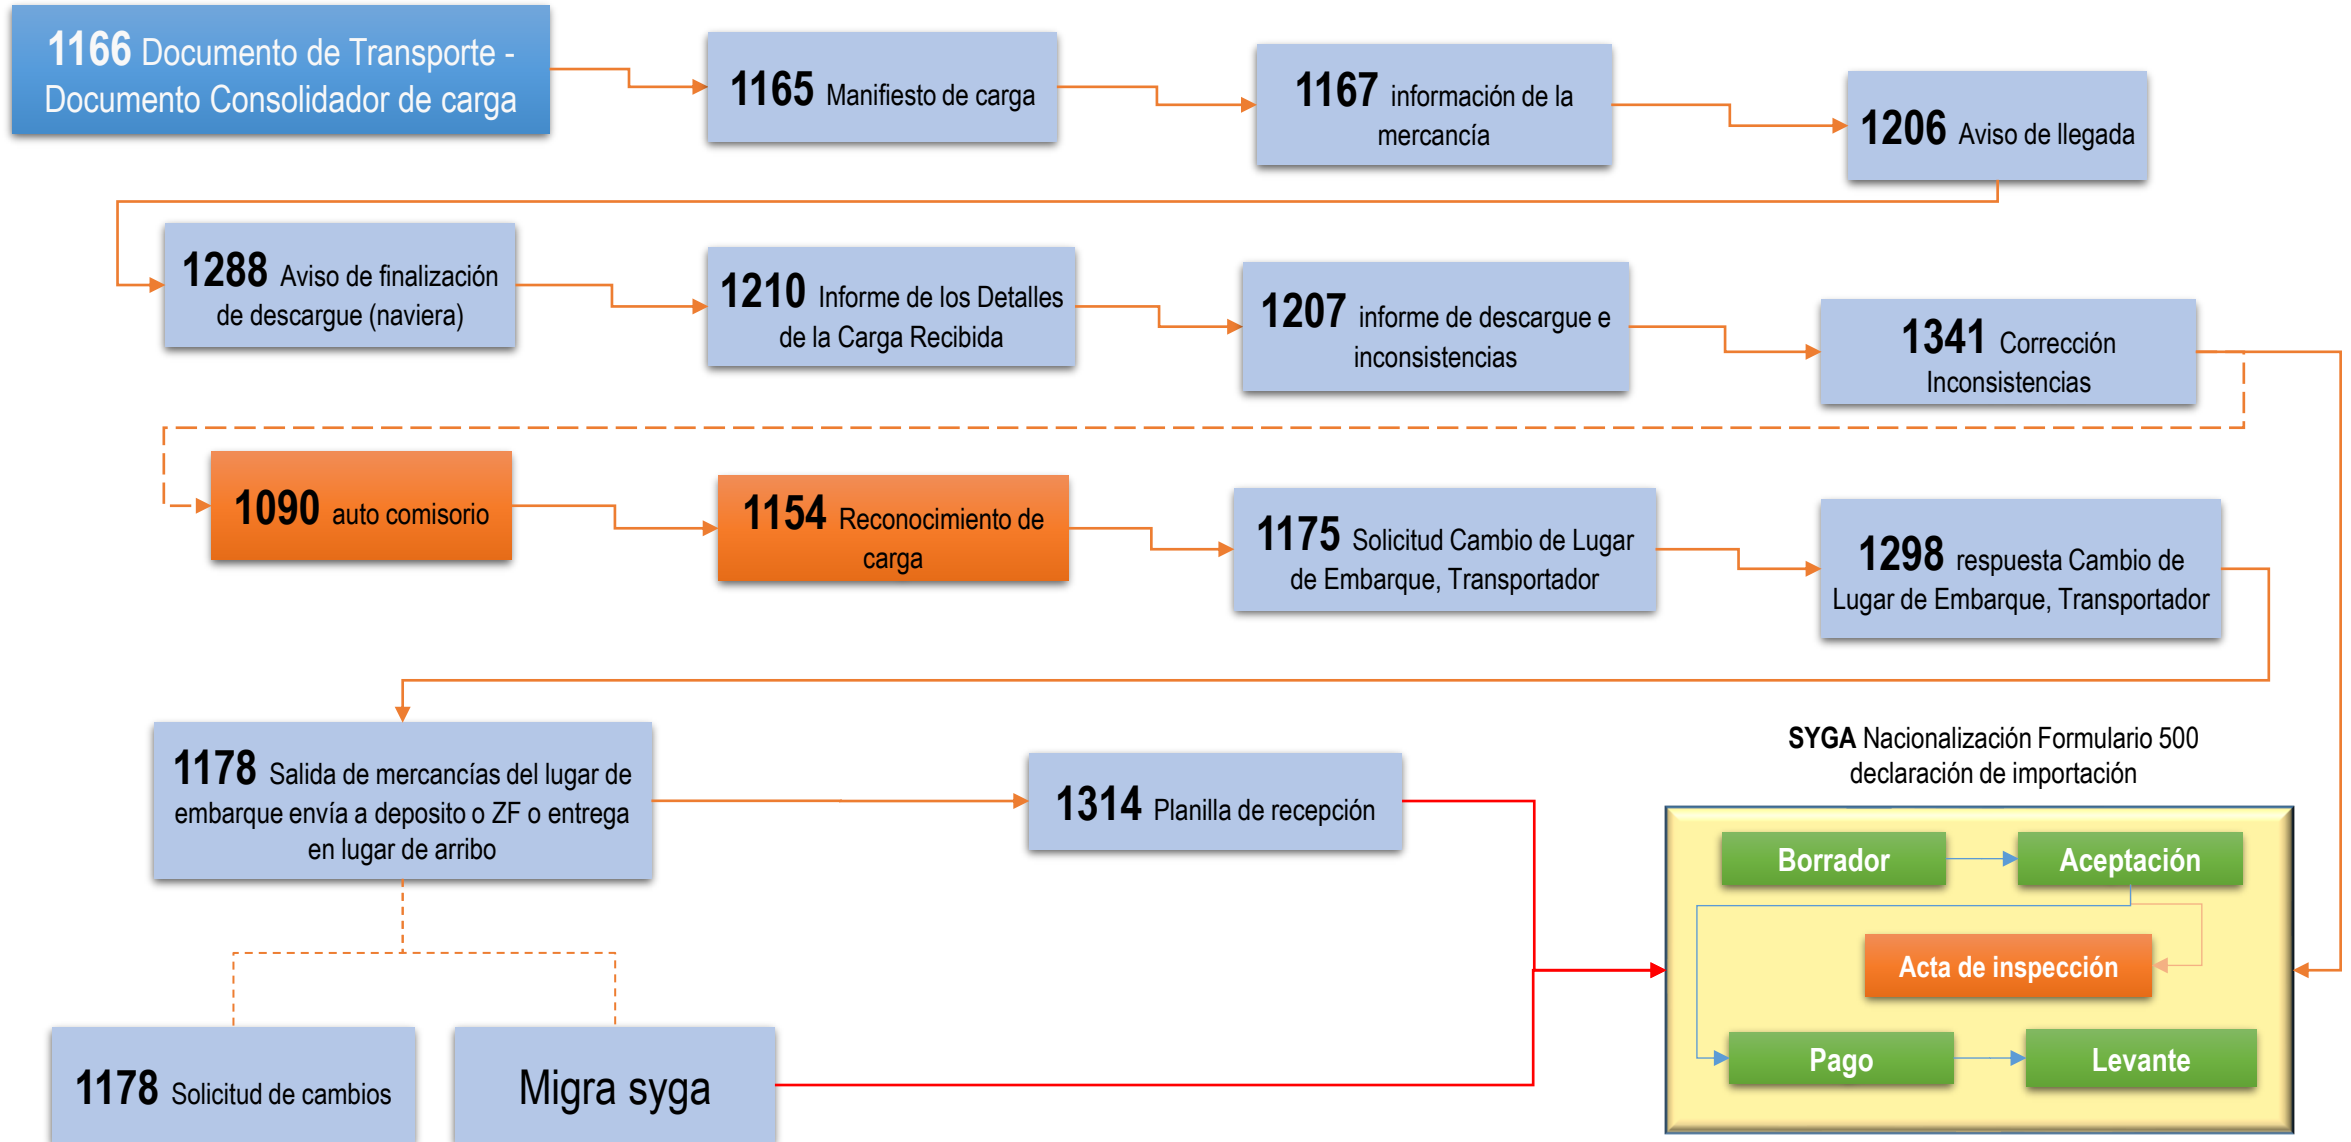 1166 Documento de Transporte -
Documento Consolidador de carga
1165 Manifiesto de carga
1167 información de la
mercancía
1206 Aviso de llegada
1288 Aviso de finalización
de descargue (naviera)
1210 Informe de los Detalles
de la Carga Recibida
1207 informe de descargue e
inconsistencias
1341 Corrección
Inconsistencias
1090 auto comisorio
1154 Reconocimiento de
carga
1175 Solicitud Cambio de Lugar
de Embarque, Transportador
1298 respuesta Cambio de
Lugar de Embarque, Transportador
1178 Salida de mercancías del lugar de
embarque envía a deposito o ZF o entrega
en lugar de arribo
1314 Planilla de recepción
SYGA Nacionalización Formulario 500
declaración de importación
Borrador
Aceptación
Acta de inspección
Pago
Levante
1178 Solicitud de cambios
Migra syga